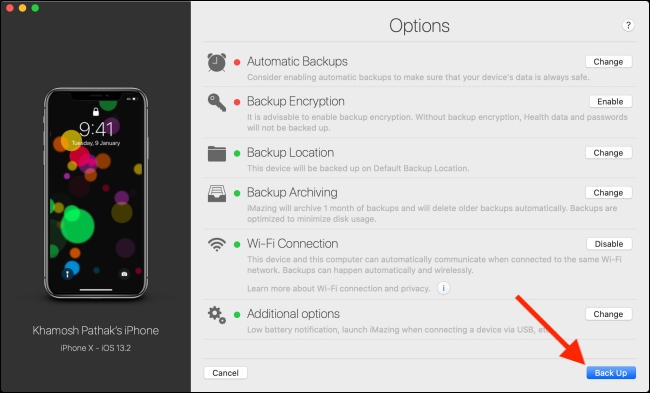 Options
?
Automatic Backups
Change
Consider enabling automatic backups to make sure that your device's data is always safe.
Backup Encryption
Enable
It is advisable to enable backup encryption. Without backup encryption, Health data and passwords
will not be backed up.
Backup Location
Change
This device will be backed up on Default Backup Location.
Backup Archiving
Change
iMazing will archive 1 month of backups and will delete older backups automatically. Backups are
optimized to minimize disk usage.
Wi-Fi Connection
Disable
This device and this computer can automatically communicate when connected to the same Wi-Fi
network. Backups can happen automatically and wirelessly.
Learn more about Wi-Fi connection and privacy.
i
Additional options
Change
Low battery notification, launch iMazing when connecting a device via USB,
9:41
Tuesday, 9 January
Khamosh Pathak's iPhone
iPhone X - iOS 13.2
Cancel
Back Up